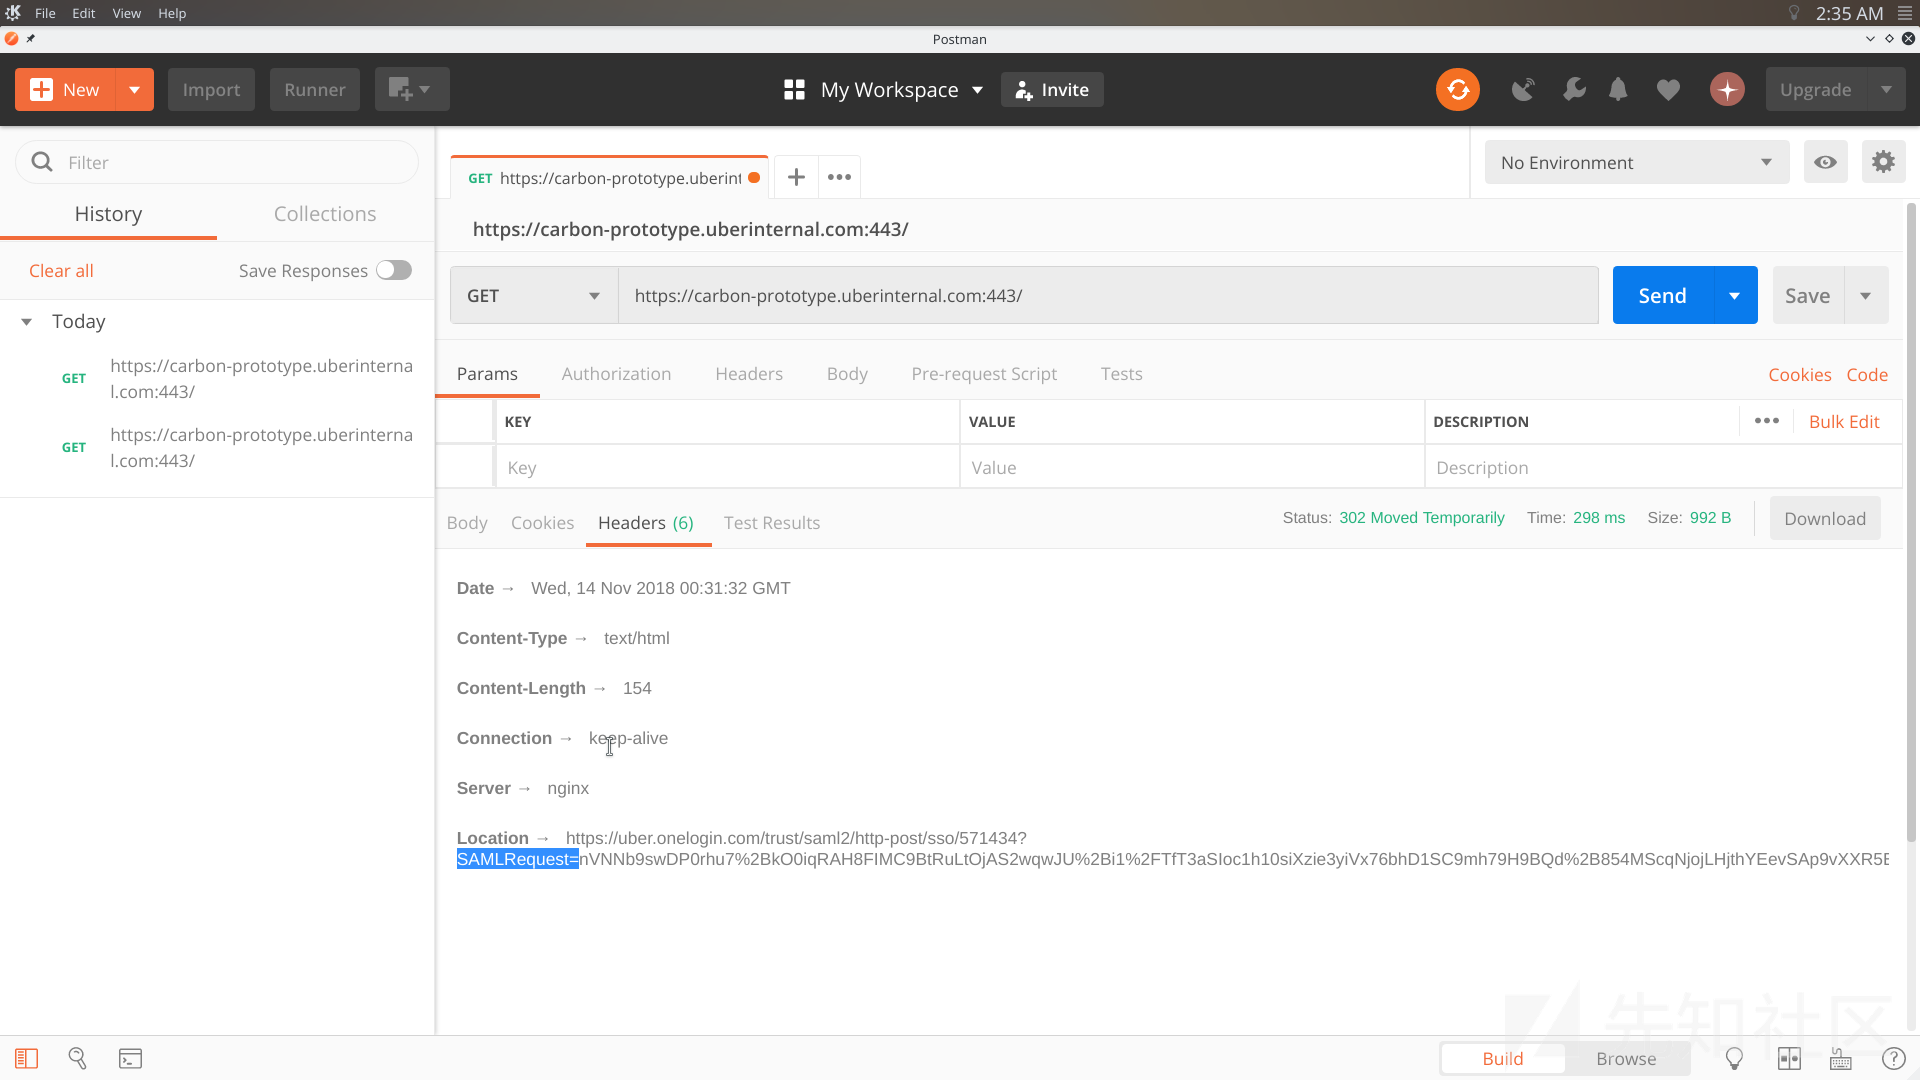 File Edit View Help 2:35 AM
Postman
New Import Runner My Workspace Invite Upgrade
Filter
History Collections
Clear all Save Responses
Today
GET https://carbon-prototype.uberinterna
l.com:443/
GET https://carbon-prototype.uberinterna
l.com:443/
GET https://carbon-prototype.uberint No Environment
https://carbon-prototype.uberinternal.com:443/
GET https://carbon-prototype.uberinternal.com:443/ Send Save
Params Authorization Headers Body Pre-request Script Tests Cookies Code
KEY VALUE DESCRIPTION Bulk Edit
Key Value Description
Body Cookies Headers (6) Test Results Status: 302 Moved Temporarily Time: 298 ms Size: 992 B Download
Date → Wed, 14 Nov 2018 00:31:32 GMT
Content-Type → text/html
Content-Length → 154
Connection → keep-alive
Server → nginx
Location → https://uber.onelogin.com/trust/saml2/http-post/sso/571434?
SAMLRequest=nVNNb9swDP0rhu7%2BkO0iqRAH8FIMC9BtRuLtOjAS2wqwJU%2Bi1%2FTfT3aSIoc1h10siXzie3yiVx76bhD1SC9mh79H9BQd%2B854MScqNjojLHjthYEevSAp9vXXR5E
先知社区
Build Browse